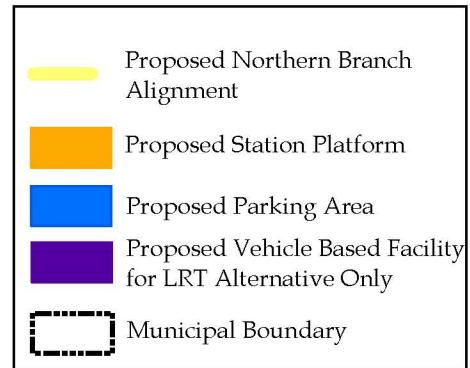 Proposed Northern Branch
Alignment
Proposed Station Platform
Proposed Parking Area
Proposed Vehicle Based Facility
for LRT Alternative Only
Municipal Boundary